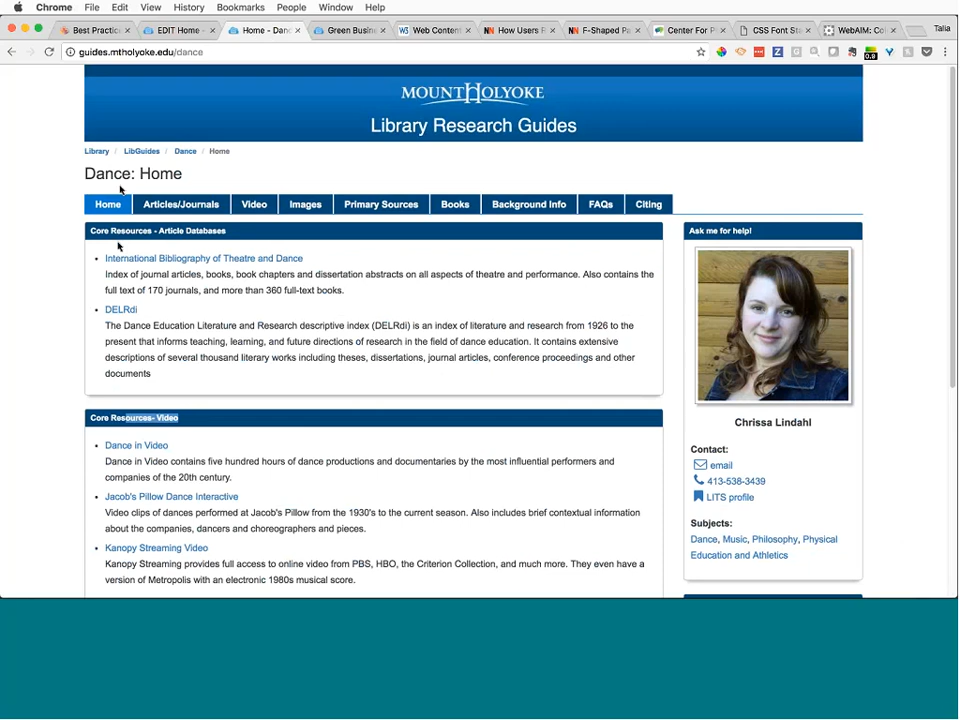 Chrome File Edit View History Bookmarks People Window Help
Best Practice EDIT Home - Home - Danc Green Busine Web Content How Users R F-Shaped Pa Center For P CSS Font Sty WebAIM: Co Talia
guides.mtholyoke.edu/dance
0.8
MOUNT HOLYOKE
Library Research Guides
Library / LibGuides / Dance / Home
Dance: Home
Home Articles/Journals Video Images Primary Sources Books Background Info FAQs Citing
Core Resources - Article Databases
• International Bibliography of Theatre and Dance
Index of journal articles, books, book chapters and dissertation abstracts on all aspects of theatre and performance. Also contains the
full text of 170 journals, and more than 360 full-text books.
• DELRdi
The Dance Education Literature and Research descriptive index (DELRdi) is an index of literature and research from 1926 to the
present that informs teaching, learning, and future directions of research in the field of dance education. It contains extensive
descriptions of several thousand literary works including theses, dissertations, journal articles, conference proceedings and other
documents
Core Resources- Video
• Dance in Video
Dance in Video contains five hundred hours of dance productions and documentaries by the most influential performers and
companies of the 20th century.
• Jacob's Pillow Dance Interactive
Video clips of dances performed at Jacob's Pillow from the 1930's to the current season. Also includes brief contextual information
about the companies, dancers and choreographers and pieces.
• Kanopy Streaming Video
Kanopy Streaming provides full access to online video from PBS, HBO, the Criterion Collection, and much more. They even have a
version of Metropolis with an electronic 1980s musical score.
Ask me for help!
Chrissa Lindahl
Contact:
email
413-538-3439
LITS profile
Subjects:
Dance, Music, Philosophy, Physical
Education and Athletics